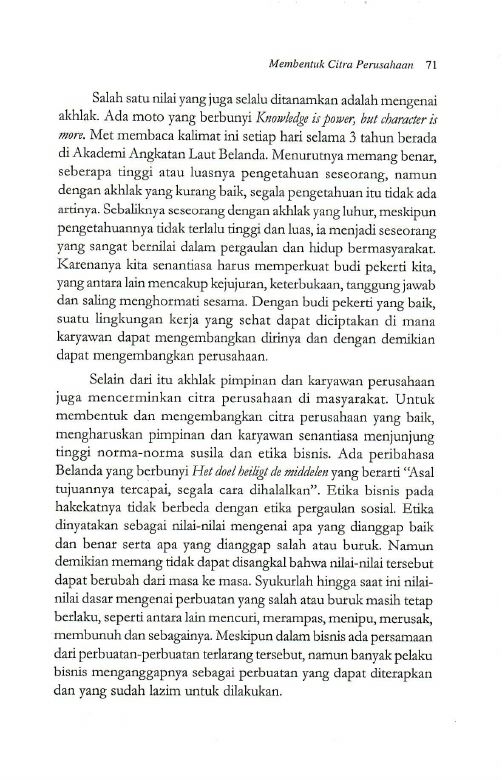 Membentuk Citra Perusahaan 71
Salah satu nilai yang juga selalu ditanamkan adalah mengenai
akhlak. Ada moto yang berbunyi Knowledge is power, but character is
more. Met membaca kalimat ini setiap hari selama 3 tahun berada
di Akademi Angkatan Laut Belanda. Menurutnya memang benar,
seberapa tinggi atau luasnya pengetahuan seseorang, namun
dengan akhlak yang kurang baik, segala pengetahuan itu tidak ada
artinya. Sebaliknya seseorang dengan akhlak yang luhur, meskipun
pengetahuannya tidak terlalu tinggi dan luas, ia menjadi seseorang
yang sangat bernilai dalam pergaulan dan hidup bermasyarakat.
Karenanya kita senantiasa harus memperkuat budi pekerti kita,
yang antara lain mencakup kejujuran, keterbukaan, tanggung jawab
dan saling menghormati sesama. Dengan budi pekerti yang baik,
suatu lingkungan kerja yang sehat dapat diciptakan di mana
karyawan dapat mengembangkan dirinya dan dengan demikian
dapat mengembangkan perusahaan.
Selain dari itu akhlak pimpinan dan karyawan perusahaan
juga mencerminkan citra perusahaan di masyarakat. Untuk
membentuk dan mengembangkan citra perusahaan yang baik,
mengharuskan pimpinan dan karyawan senantiasa menjunjung
tinggi norma-norma susila dan etika bisnis. Ada peribahasa
Belanda yang berbunyi Het doel heiligt de middelen yang berarti “Asal
tujuannya tercapai, segala cara dihalalkan”. Etika bisnis pada
hakekatnya tidak berbeda dengan etika pergaulan sosial. Etika
dinyatakan sebagai nilai-nilai mengenai apa yang dianggap baik
dan benar serta apa yang dianggap salah atau buruk. Namun
demikian memang tidak dapat disangkal bahwa nilai-nilai tersebut
dapat berubah dari masa ke masa. Syukurlah hingga saat ini nilai-
nilai dasar mengenai perbuatan yang salah atau buruk masih tetap
berlaku, seperti antara lain mencuri, merampas, menipu, merusak,
membunuh dan sebagainya. Meskipun dalam bisnis ada persamaan
dari perbuatan-perbuatan terlarang tersebut, namun banyak pelaku
bisnis menganggapnya sebagai perbuatan yang dapat diterapkan
dan yang sudah lazim untuk dilakukan.